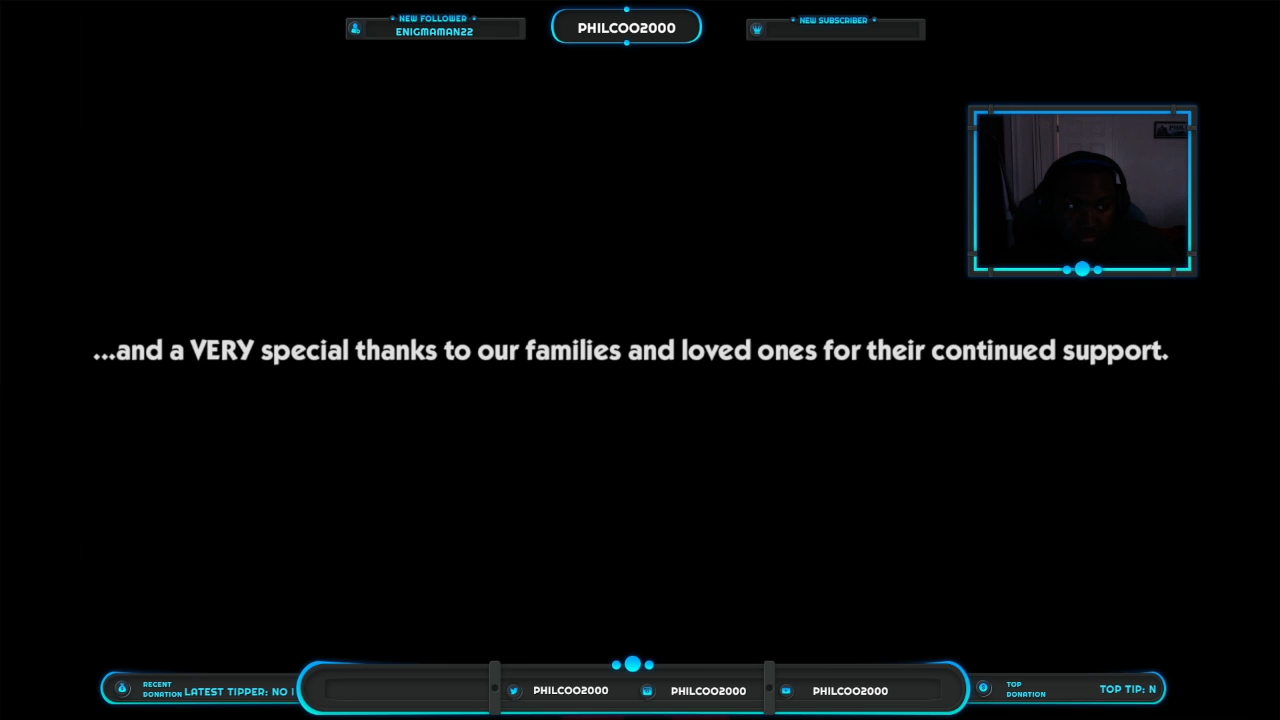 NEW FOLLOWER
ENIGMAMAN22
PHILCOO2000
NEW SUBSCRIBER
...and a VERY special thanks to our families and loved ones for their continued support.
RECENT
DONATION
LATEST TIPPER: NO
PHILCOO2000
PHILCOO2000
PHILCOO2000
TOP
DONATION
TOP TIP: N